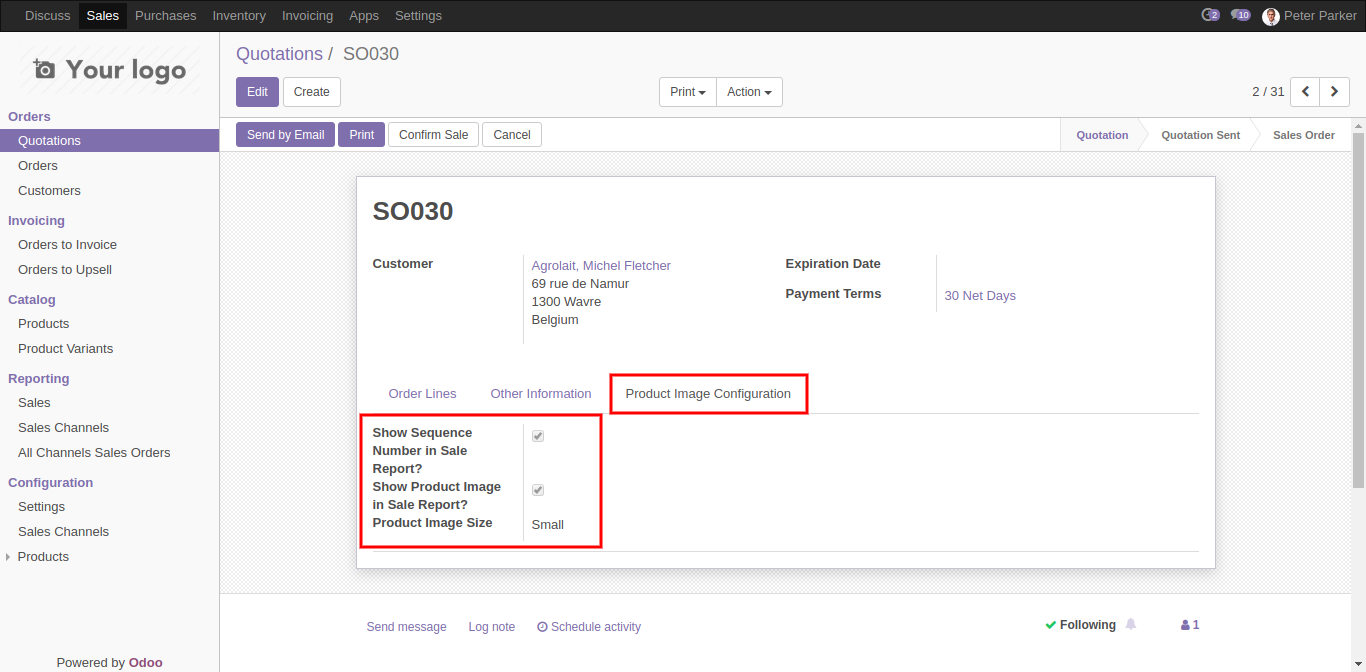 Discuss Sales Purchases Inventory Invoicing Apps Settings 2 10 Peter Parker
Your logo
Quotations / SO030
Edit Create Print Action 2 / 31
Send by Email Print Confirm Sale Cancel Quotation Quotation Sent Sales Order
Orders
Quotations
Orders
Customers
Invoicing
Orders to Invoice
Orders to Upsell
Catalog
Products
Product Variants
Reporting
Sales
Sales Channels
All Channels Sales Orders
Configuration
Settings
Sales Channels
Products
Powered by Odoo
SO030
Customer
Agrolait, Michel Fletcher
69 rue de Namur
1300 Wavre
Belgium
Expiration Date
Payment Terms 30 Net Days
Order Lines Other Information Product Image Configuration
Show Sequence
Number in Sale
Report?
Show Product Image
in Sale Report?
Product Image Size Small
Send message Log note Schedule activity Following 1